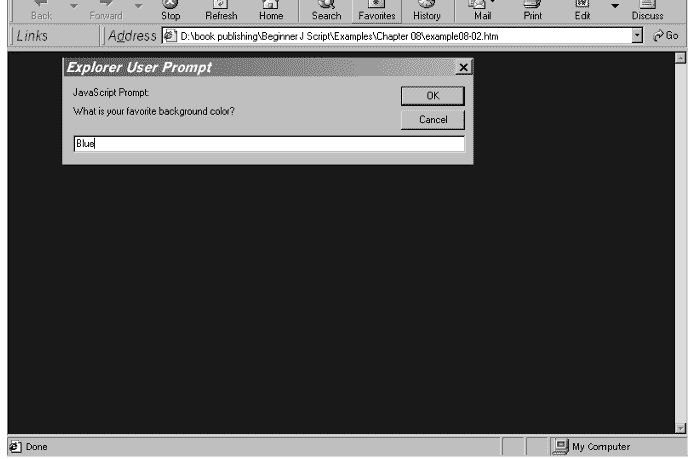 Back Forward Stop Refresh Home Search Favorites History Mail Print Edit Discuss
Links Address D:\book publishing\Beginner J Script\Examples\Chapter 08\example08-02.htm Go
Explorer User Prompt
JavaScript Prompt:
OK
What is your favorite background color?
Cancel
Blue
Done My Computer